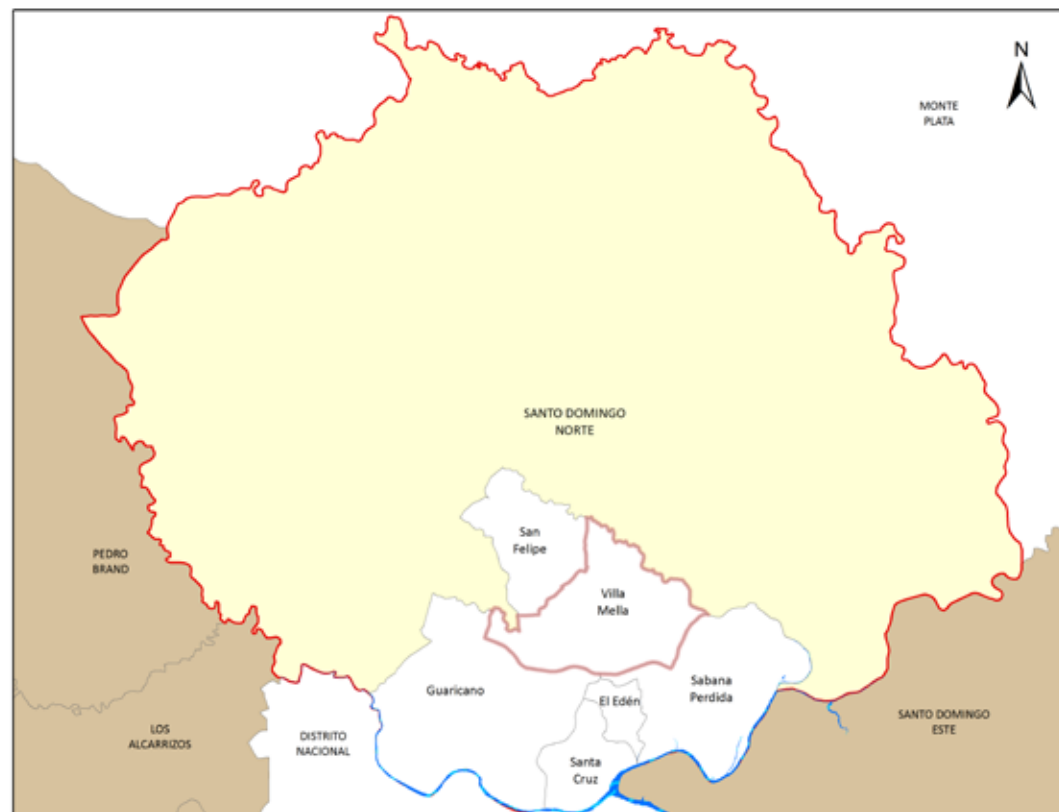 N
MONTE
PLATA
SANTO DOMINGO
NORTE
San
Felipe
PEDRO
BRAND
Villa
Mella
Guaricano
Sabana
Perdida
El Edén
LOS
ALCARRIZOS
DISTRITO
NACIONAL
SANTO DOMINGO
ESTE
Santa
Cruz